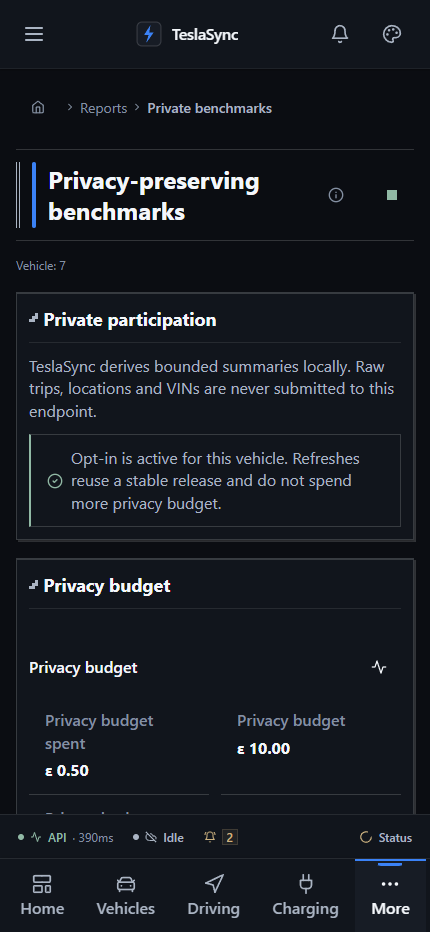 TeslaSync
Reports
Private benchmarks
Privacy-preserving
benchmarks
Vehicle: 7
Private participation
TeslaSync derives bounded summaries locally. Raw
trips, locations and VINs are never submitted to this
endpoint.
Opt-in is active for this vehicle. Refreshes
reuse a stable release and do not spend
more privacy budget.
Privacy budget
Privacy budget
Privacy budget
spent
ε 0.50
Privacy budget
ε 10.00
API · 390ms
Idle
2
Status
Home
Vehicles
Driving
Charging
More